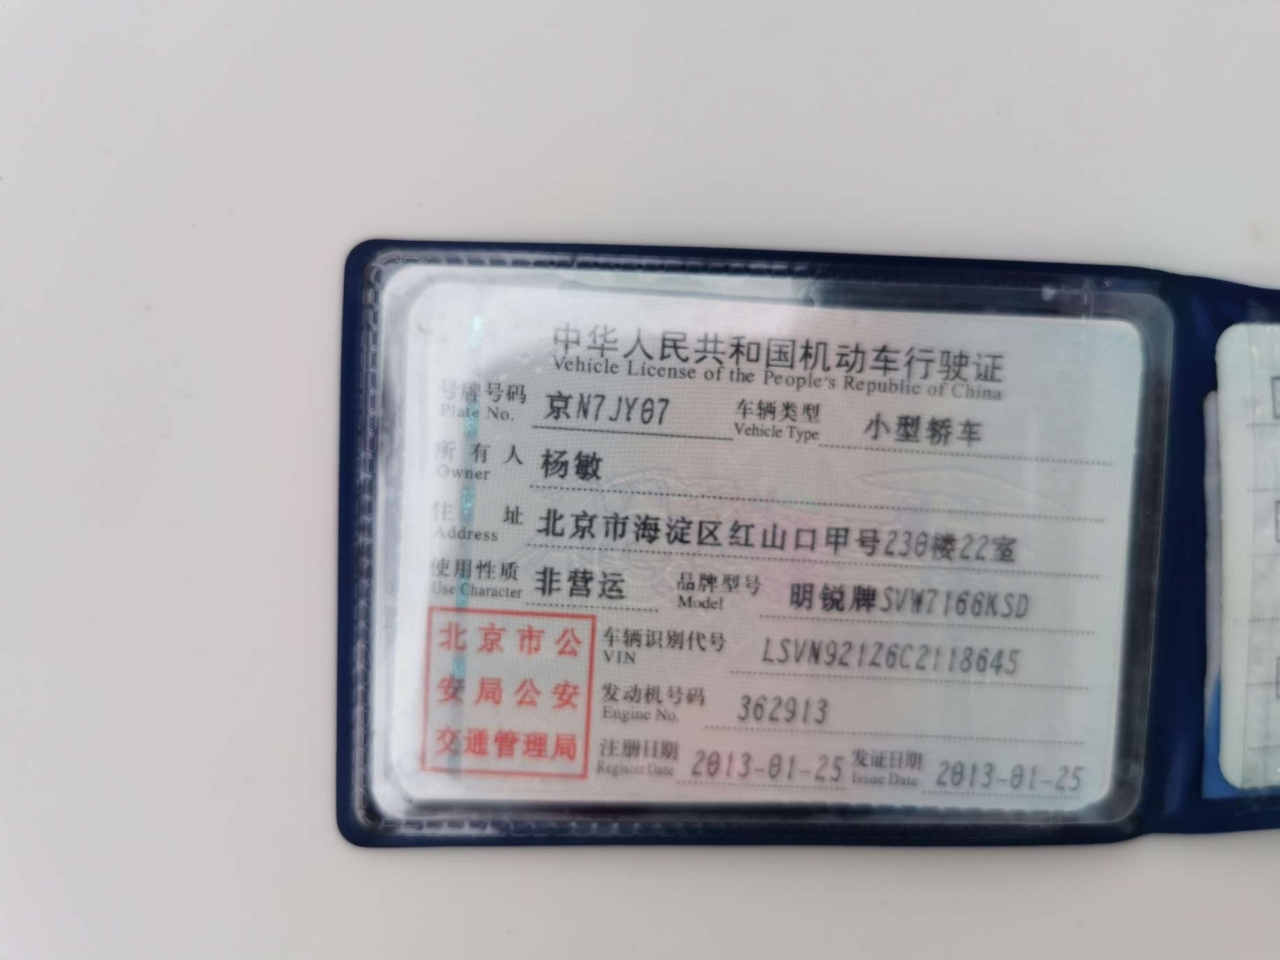 中华人民共和国机动车行驶证
Vehicle License of the People's Republic of China
号牌号码 京N7JY07 车辆类型 小型轿车
Plate No. Vehicle Type
所有人 杨敏
Owner
住址 北京市海淀区红山口甲号230楼22室
Address
使用性质 非营运 品牌型号 明锐牌SVW7166KSD
Use Character Model
北京市公
安局公安
交通管理局
车辆识别代号 LSVN921Z6C2118645
VIN
发动机号码 362913
Engine No.
注册日期 2013-01-25 发证日期 2013-01-25
Register Date Issue Date